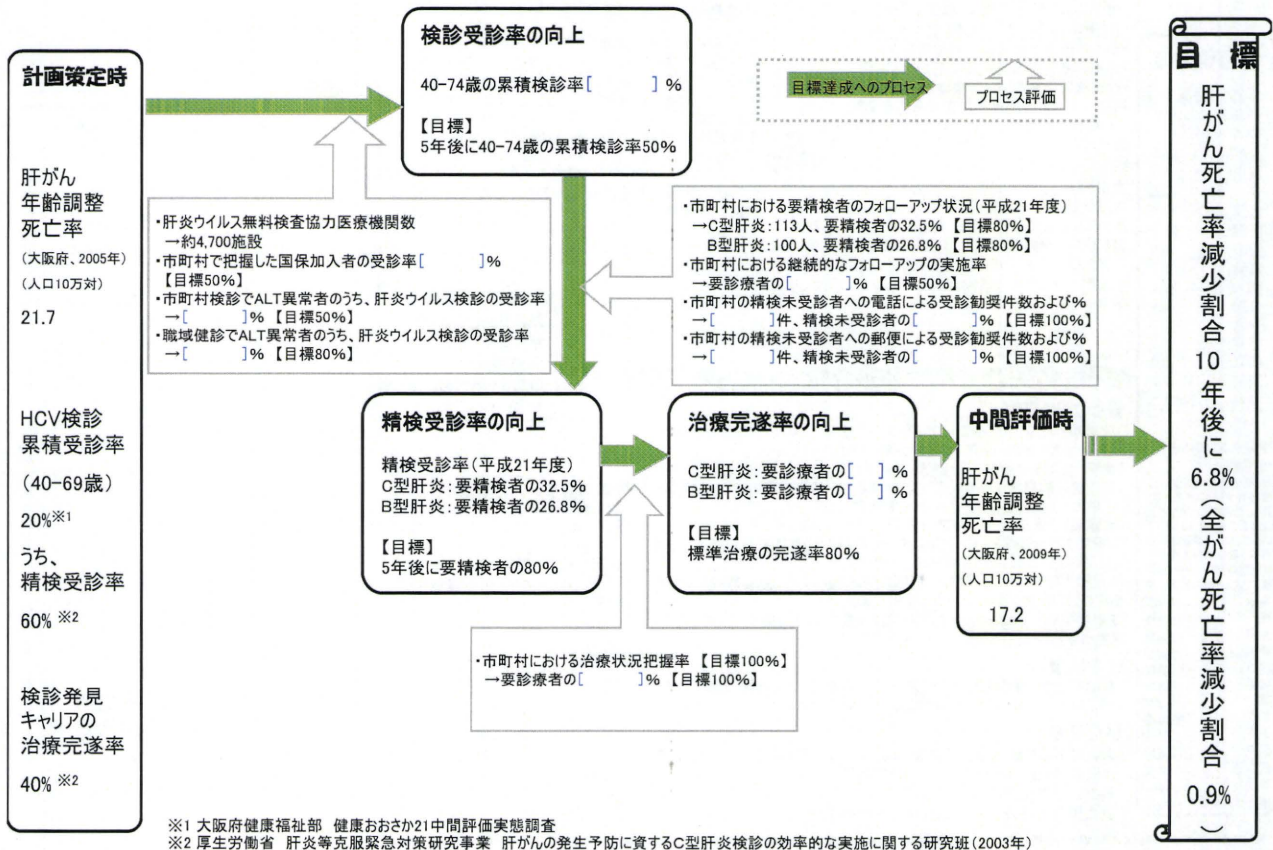 計画策定時
肝がん
年齢調整
死亡率
(大阪府、2005年)
(人口10万対)
21.7
HCV検診
累積受診率
(40-69歳)
20%※1
うち、
精検受診率
60% ※2
検診発見
キャリアの
治療完遂率
40% ※2
検診受診率の向上
40-74歳の累積検診率[ ] %
【目標】
5年後に40-74歳の累積検診率50%
目標達成へのプロセス
プロセス評価
・肝炎ウイルス無料検査協力医療機関数
→約4,700施設
・市町村で把握した国保加入者の受診率[ ]%
【目標50%】
・市町村検診でALT異常者のうち、肝炎ウイルス検診の受診率
→[ ]% 【目標50%】
・職域健診でALT異常者のうち、肝炎ウイルス検診の受診率
→[ ]% 【目標80%】
・市町村における要精検者のフォローアップ状況(平成21年度)
→C型肝炎:113人、要精検者の32.5% 【目標80%】
B型肝炎:100人、要精検者の26.8% 【目標80%】
・市町村における継続的なフォローアップの実施率
→要診療者の[ ]% 【目標50%】
・市町村の精検未受診者への電話による受診勧奨件数および%
→[ ]件、精検未受診者の[ ]% 【目標100%】
・市町村の精検未受診者への郵便による受診勧奨件数および%
→[ ]件、精検未受診者の[ ]% 【目標100%】
精検受診率の向上
精検受診率(平成21年度)
C型肝炎:要精検者の32.5%
B型肝炎:要精検者の26.8%
【目標】
5年後に要精検者の80%
治療完遂率の向上
C型肝炎:要診療者の[ ] %
B型肝炎:要診療者の[ ] %
【目標】
標準治療の完遂率80%
・市町村における治療状況把握率 【目標100%】
→要診療者の[ ]% 【目標100%】
中間評価時
肝がん
年齢調整
死亡率
(大阪府、2009年)
(人口10万対)
17.2
目 標
肝がん死亡率減少割合10年後に6.8%(全がん死亡率減少割合0.9%)
※1 大阪府健康福祉部 健康おおさか21中間評価実態調査
※2 厚生労働省 肝炎等克服緊急対策研究事業 肝がんの発生予防に資するC型肝炎検診の効率的な実施に関する研究班(2003年)